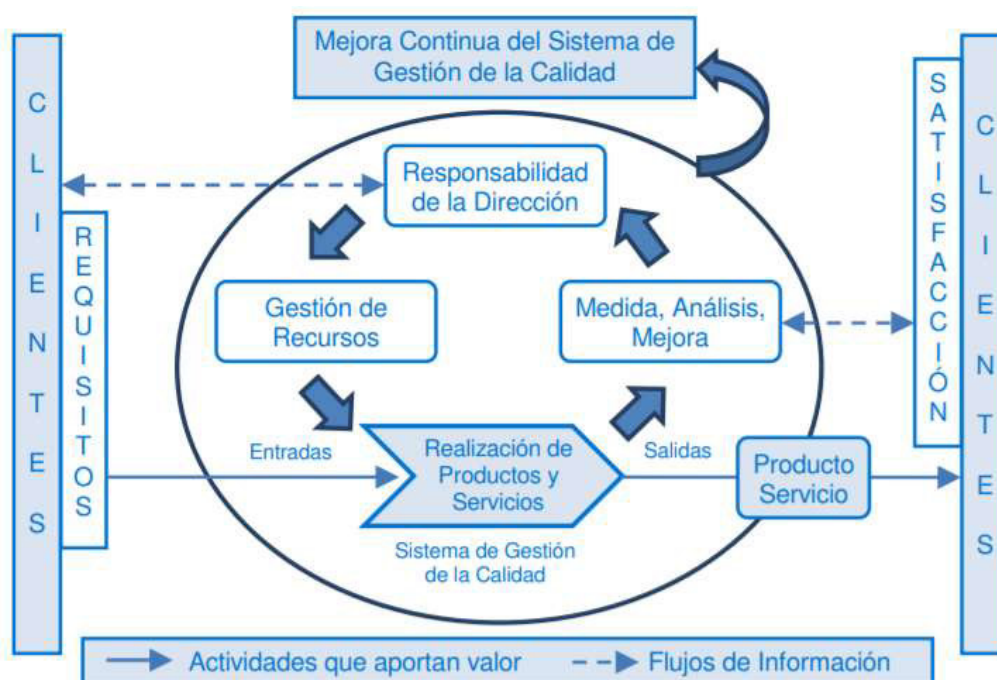 Mejora Continua del Sistema de
Gestión de la Calidad
CLIENTES
REQUISITOS
Responsabilidad
de la Dirección
Gestión de
Recursos
Medida, Análisis,
Mejora
Entradas
Realización de
Productos y
Servicios
Salidas
Producto
Servicio
Sistema de Gestión
de la Calidad
SATISFACCIÓN
CLIENTES
Actividades que aportan valor
Flujos de Información